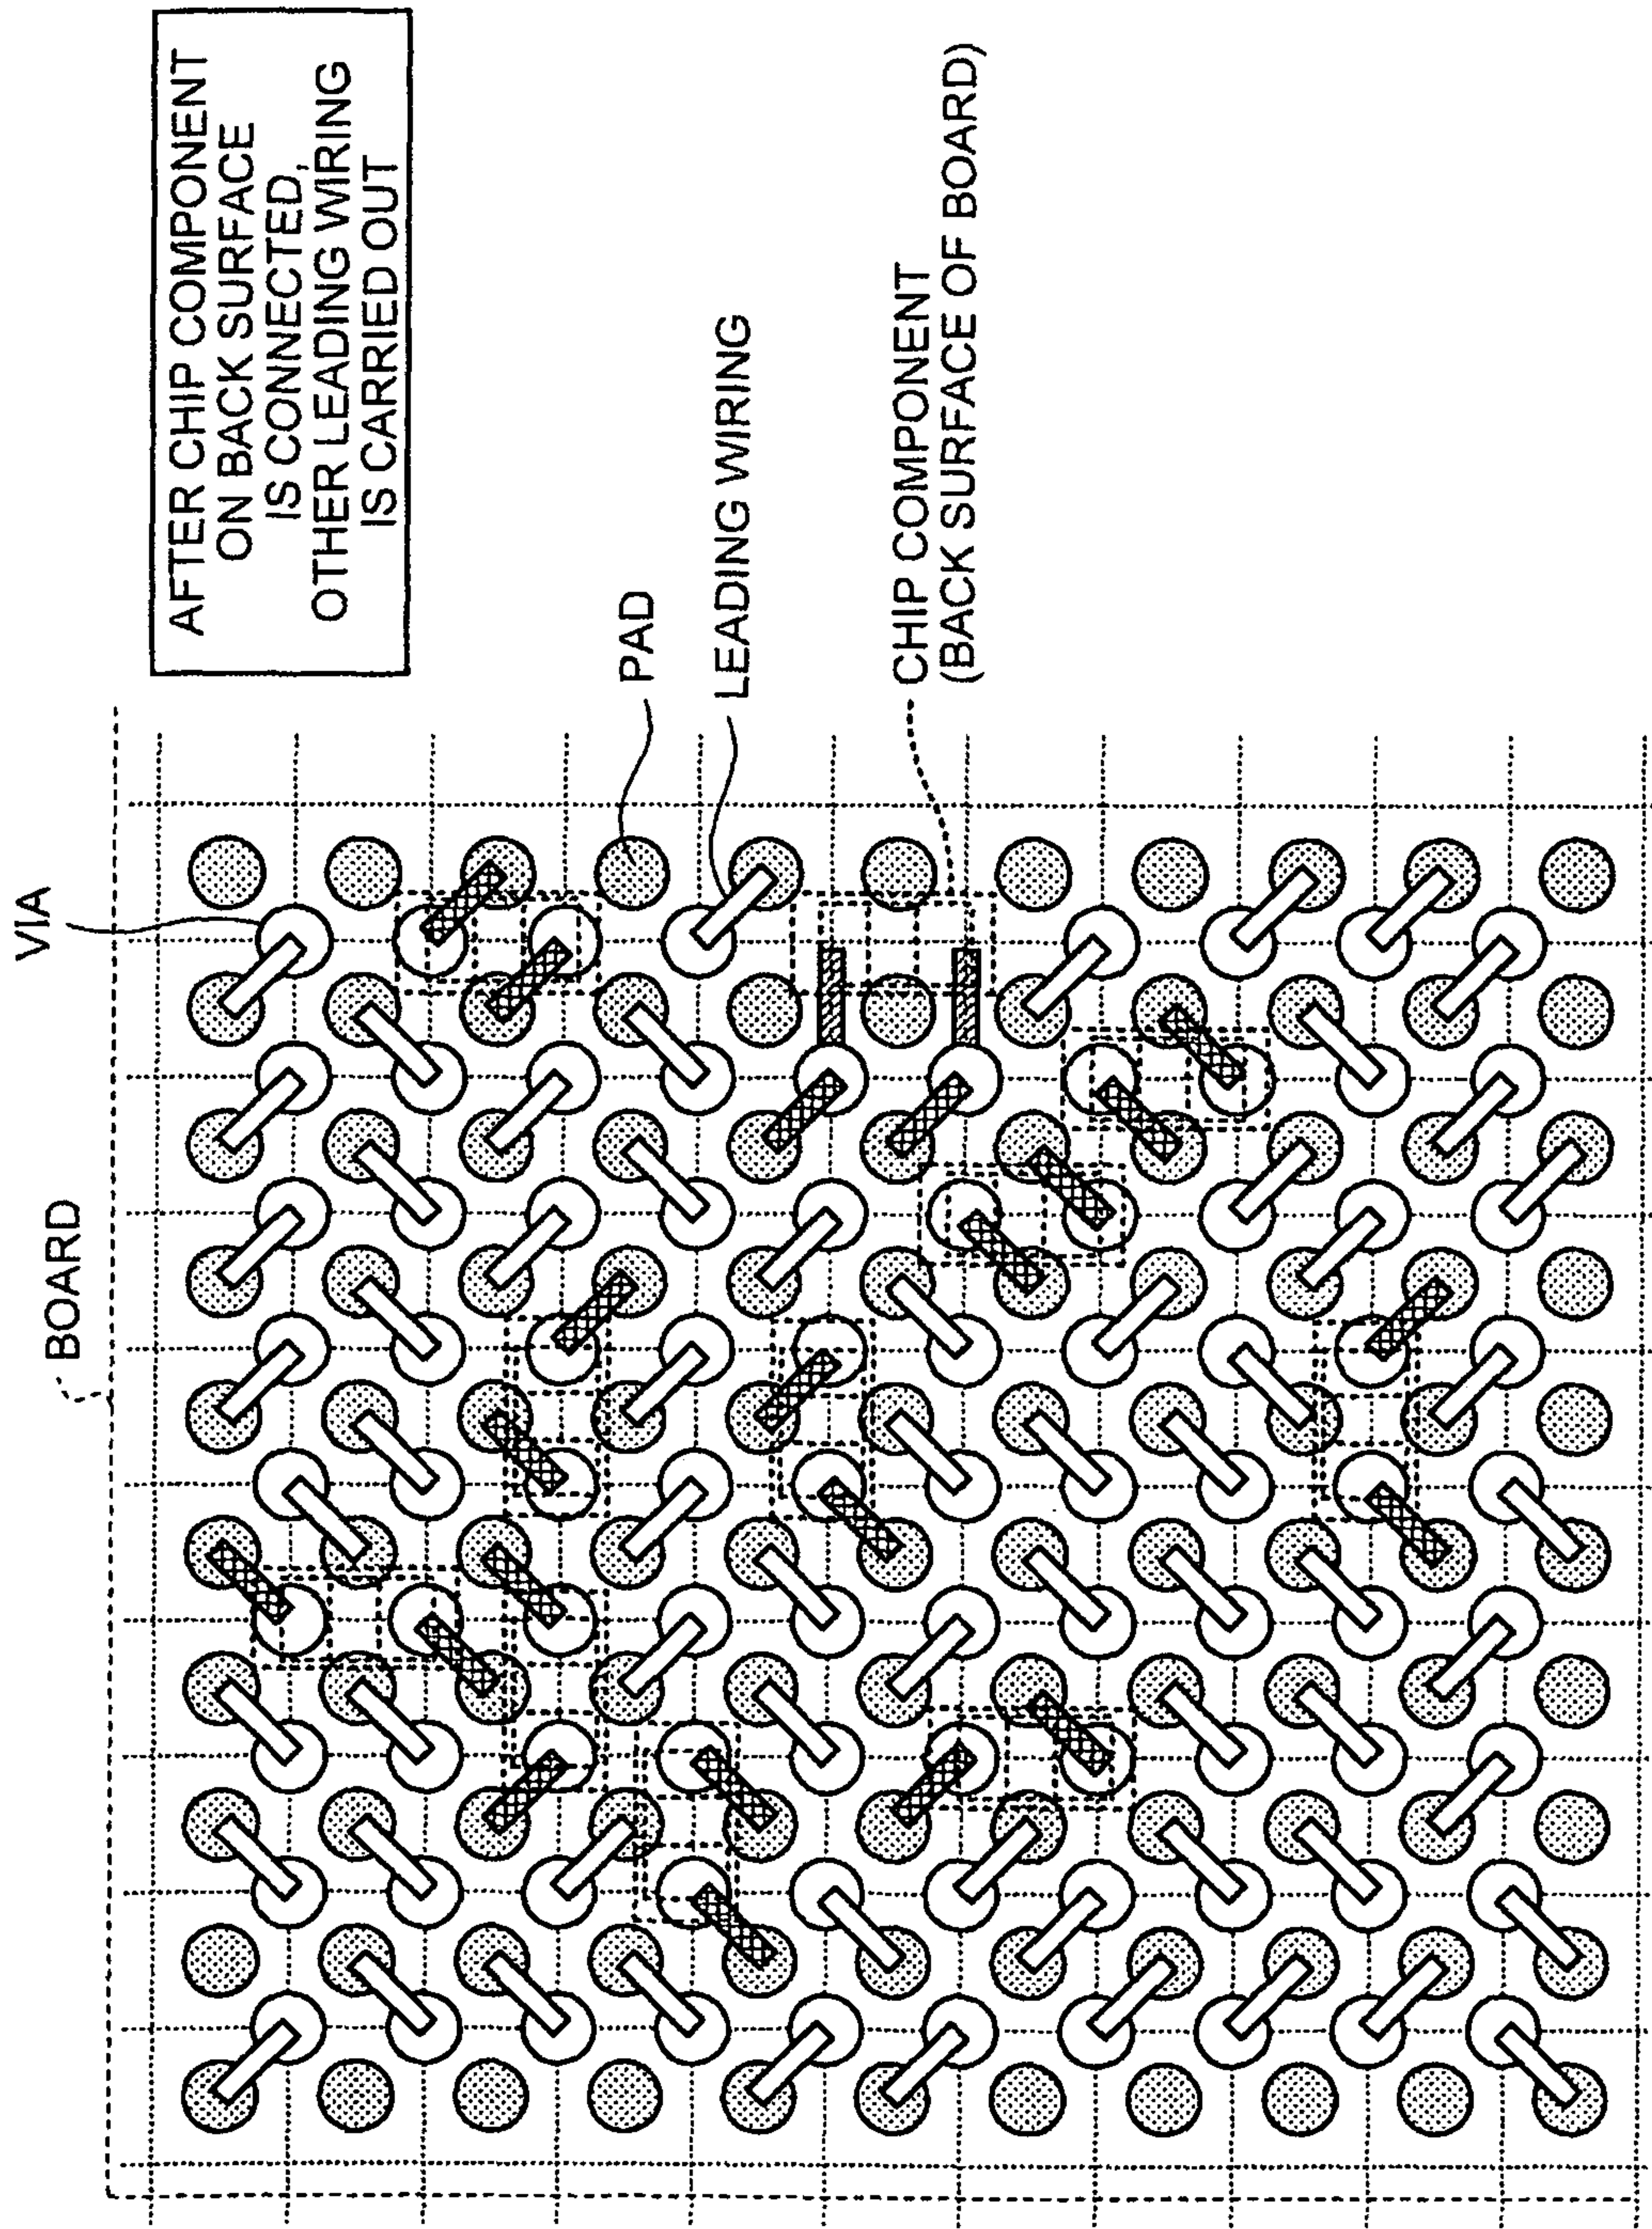 AFTER CHIP COMPONENT
ON BACK SURFACE
IS CONNECTED,
OTHER LEADING WIRING
IS CARRIED OUT
BOARD
VIA
PAD
LEADING WIRING
CHIP COMPONENT
(BACK SURFACE OF BOARD)